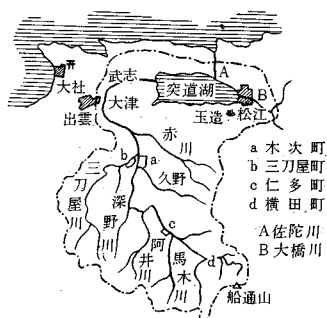 武志
A
大社
突道湖
B
大津
玉造
松江
出雲
赤川
a 木次町
b 三刀屋町
c 仁多町
d 横田町
A 佐陀川
B 大橋川
b
a
久野
三刀屋川
深野川
c
阿井川
馬木川
d
船通山